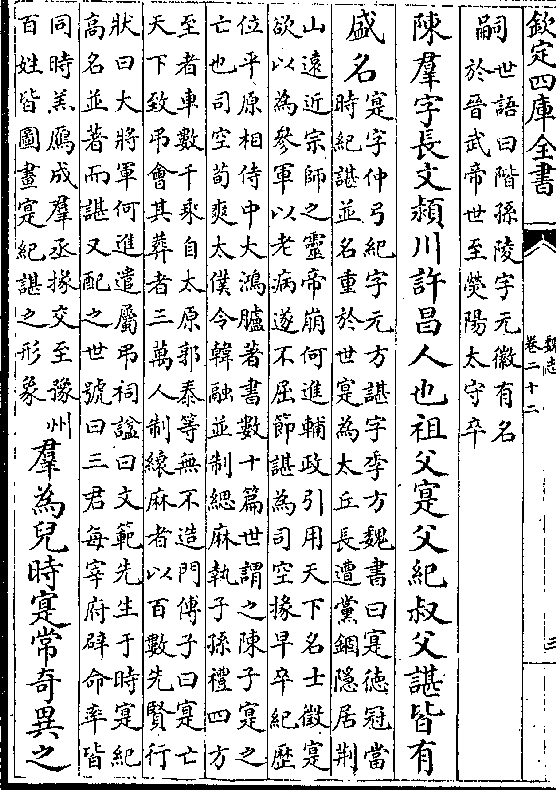 欽定四庫全書
魏志
卷二十二
三
嗣
世語曰階孫陵字元徽有名
於晉武帝世至滎陽太守卒
陳羣字長文潁川許昌人也祖父寔父紀叔父諶皆有
盛名
寔字仲弓紀字元方諶字季方魏書曰寔德冠當
時紀諶並名重於世寔為太丘長遭黨錮隱居荆
山遠近宗師之靈帝崩何進輔政引用天下名士徵寔
欲以為參軍以老病遂不屈節諶為司空掾早卒紀歷
位平原相侍中大鴻臚著書數十篇世謂之陳子寔之
亡也司空荀爽太僕令韓融並制緦麻執子孫禮四方
至者車數千乘自太原郭泰等無不造門傅子曰寔亡
天下致弔會其葬者三萬人制縗麻者以百數先賢行
狀曰大將軍何進遣屬弔祠諡曰文範先生于時寔紀
高名並著而諶又配之世號曰三君每宰府辟命率皆
同時羔鴈成羣丞掾交至豫州
百姓皆圖畫寔紀諶之形象
羣為兒時寔常奇異之